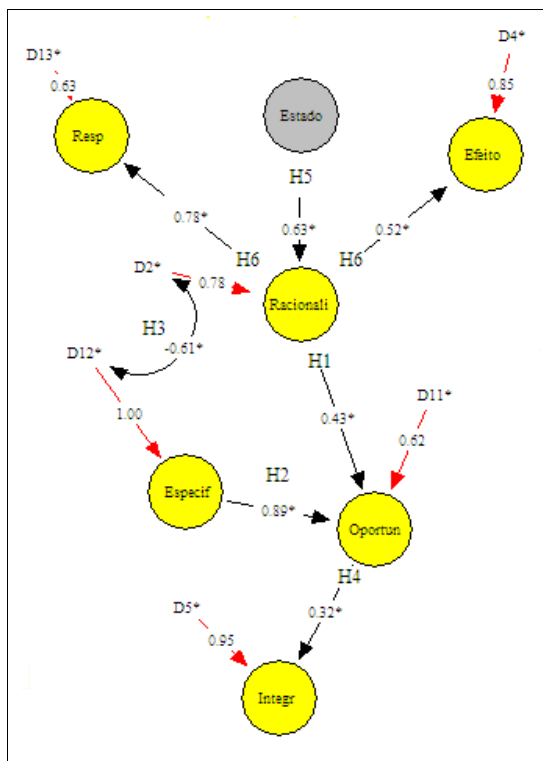 D13*
D4*
0.63
0.85
Estado
Resp
Efeito
H5
0.78*
0.63*
0.52*
H6
H6
D2*
0.78
Racionali
H3
-0.61*
D12*
H1
1.00
0.43*
D11*
0.62
H2
Especif
0.89*
Oportun
H4
D5*
0.32*
0.95
Integr